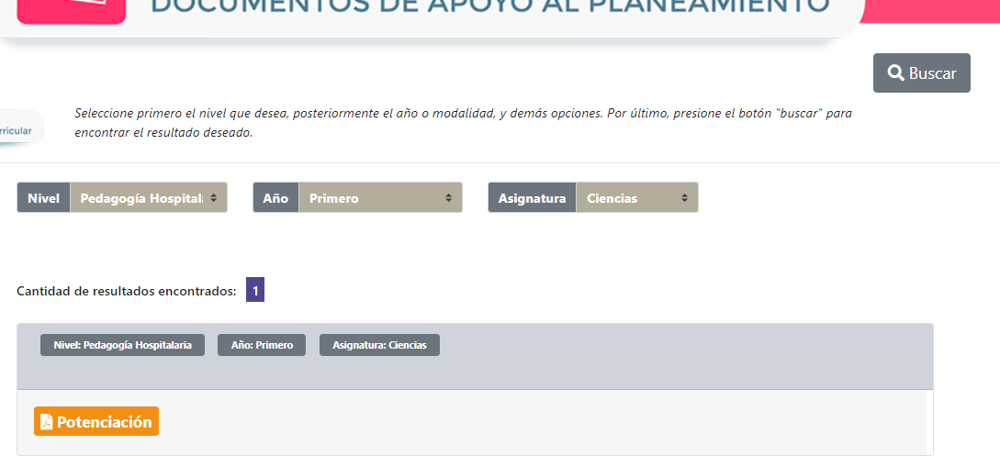 DOCUMENTOS DE APOYO AL PLANEAMIENTO
Buscar
Seleccione primero el nivel que desea, posteriormente el año o modalidad, y demás opciones. Por último, presione el botón "buscar" para
encontrar el resultado deseado.
rricular
Nivel Pedagogía Hospital Año Primero Asignatura Ciencias
Cantidad de resultados encontrados: 1
Nivel: Pedagogía Hospitalaria Año: Primero Asignatura: Ciencias
Potenciación